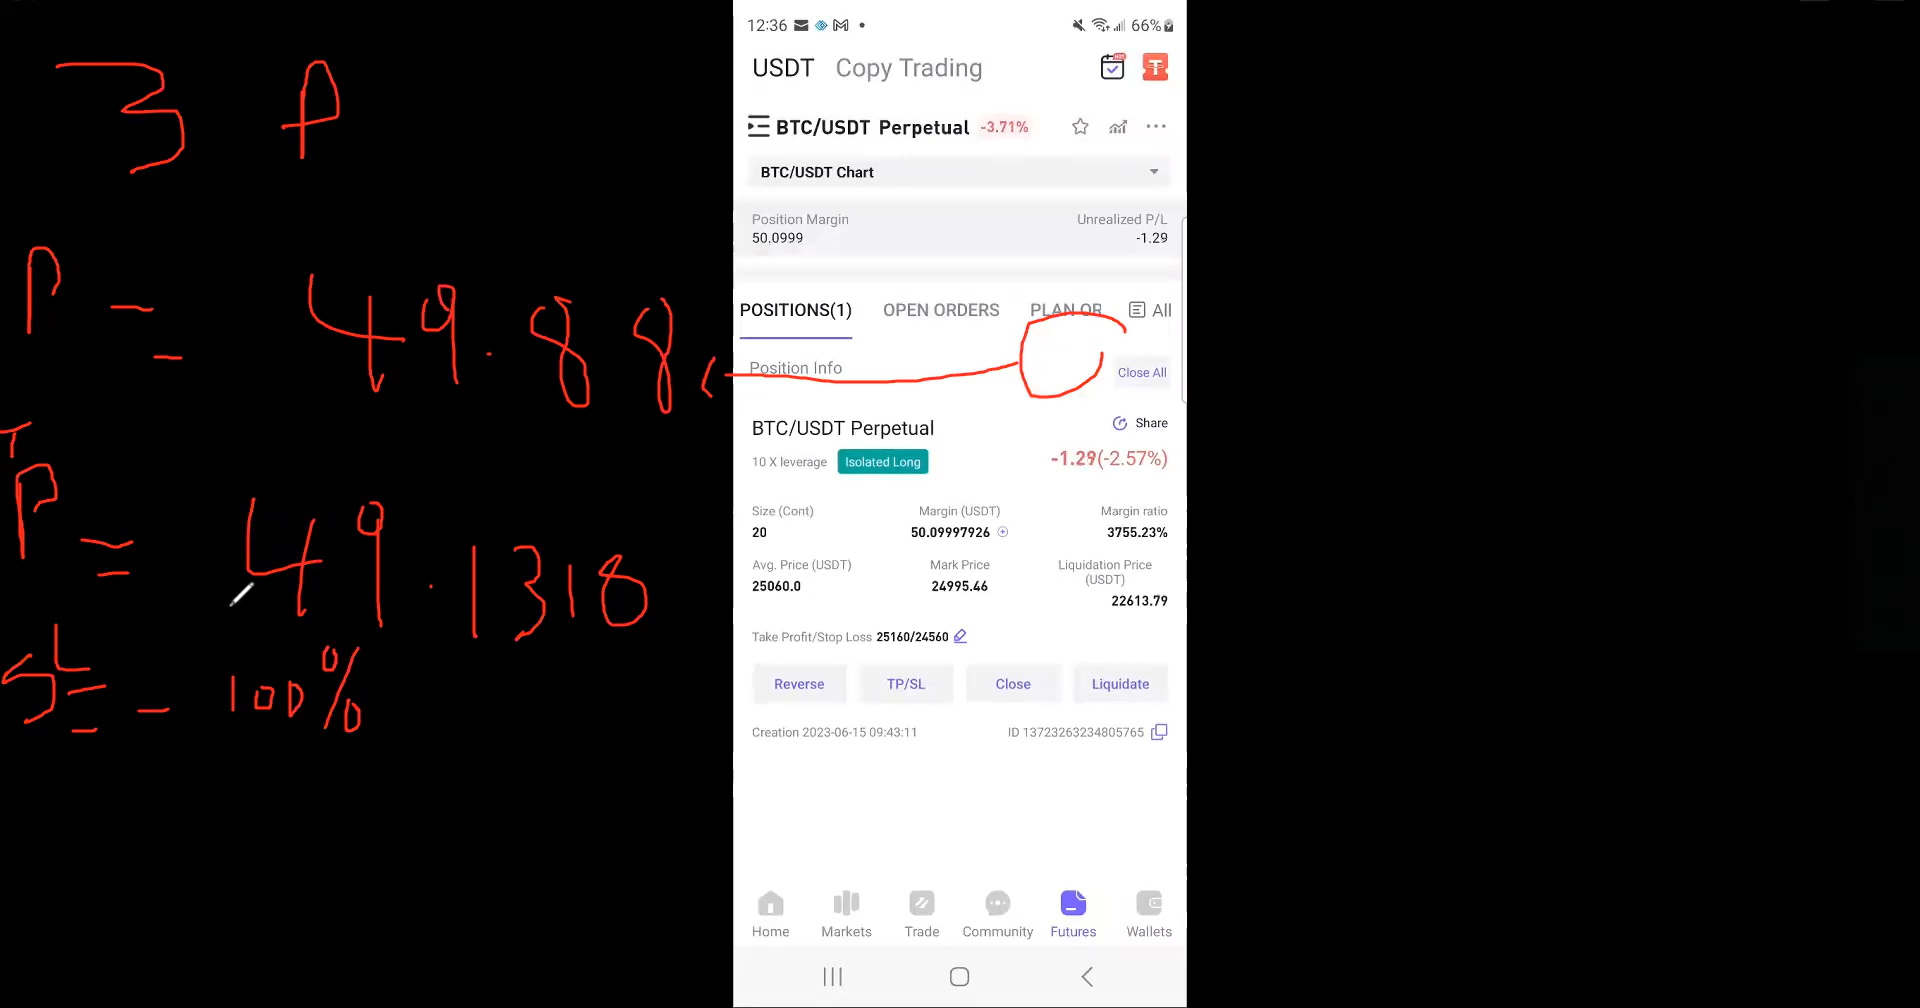 3 P
P = 49.88
T
P = 49.1318
SL = - 100%
12:36 66%
USDT Copy Trading
BTC/USDT Perpetual -3.71%
BTC/USDT Chart
Position Margin Unrealized P/L
50.0999 -1.29
POSITIONS(1) OPEN ORDERS PLAN OR All
Position Info Close All
BTC/USDT Perpetual Share
10 X leverage Isolated Long -1.29(-2.57%)
Size (Cont) Margin (USDT) Margin ratio
20 50.09997926 3755.23%
Avg. Price (USDT) Mark Price Liquidation Price
(USDT)
25060.0 24995.46 22613.79
Take Profit/Stop Loss 25160/24560
Reverse TP/SL Close Liquidate
Creation 2023-06-15 09:43:11 ID 13723263234805765
Home Markets Trade Community Futures Wallets